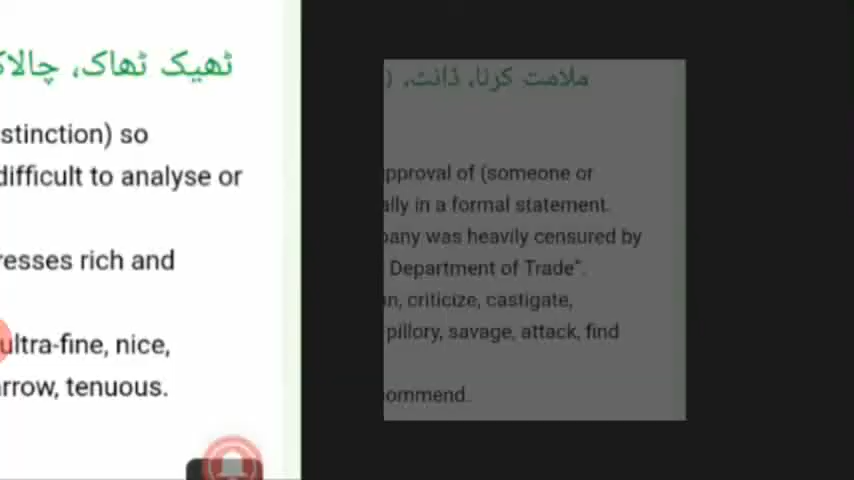 ٹھیک ٹھاک، چالاک
stinction) so
difficult to analyse or
resses rich and
ultra-fine, nice,
rrow, tenuous.
ملامت کرنا، ڈانٹ، (
pproval of (someone or
ally in a formal statement.
pany was heavily censured by
Department of Trade".
n, criticize, castigate,
pillory, savage, attack, find
ommend.